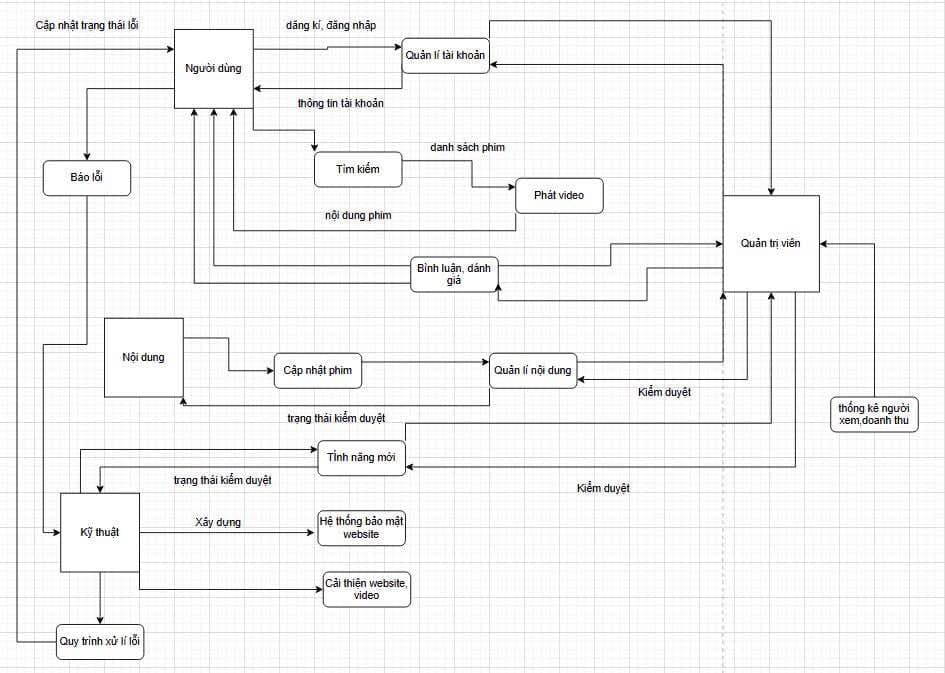 Cập nhật trạng thái lỗi
dăng kí, đăng nhập
Người dùng
Quản lí tài khoản
thông tin tài khoản
danh sách phim
Báo lỗi
Tìm kiếm
Phát video
nội dung phim
Quản trị viên
Bình luận, dánh
giá
Nội dung
Cập nhật phim
Quản lí nội dung
Kiểm duyệt
thống kê người
xem,doanh thu
trạng thái kiểm duyệt
Tính năng mới
trạng thái kiểm duyệt
Kiểm duyệt
Kỹ thuật
Xây dựng
Hệ thống bảo mật
website
Cải thiện website,
video
Quy trình xử lí lỗi